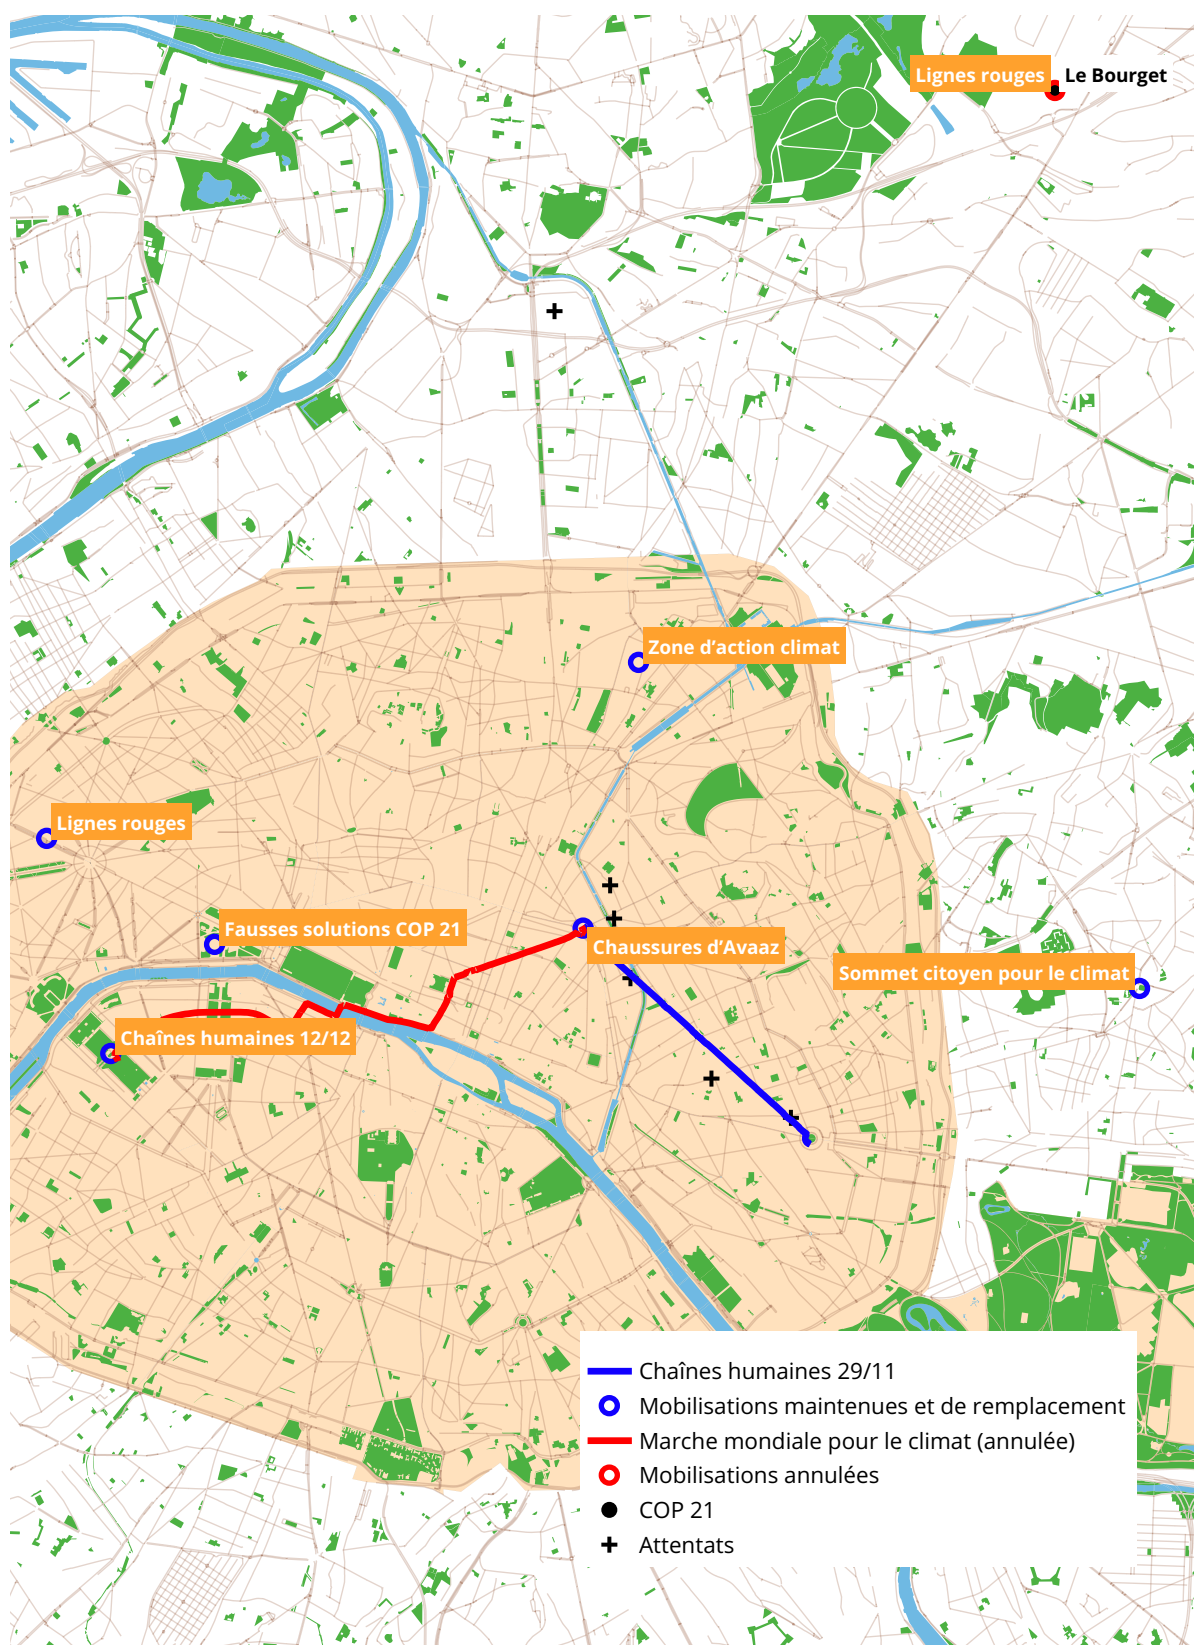 Lignes rouges
Le Bourget
Zone d’action climat
Lignes rouges
Fausses solutions COP 21
Chaussures d’Avaaz
Sommet citoyen pour le climat
Chaînes humaines 12/12
Chaînes humaines 29/11
Mobilisations maintenues et de remplacement
Marche mondiale pour le climat (annulée)
Mobilisations annulées
COP 21
Attentats